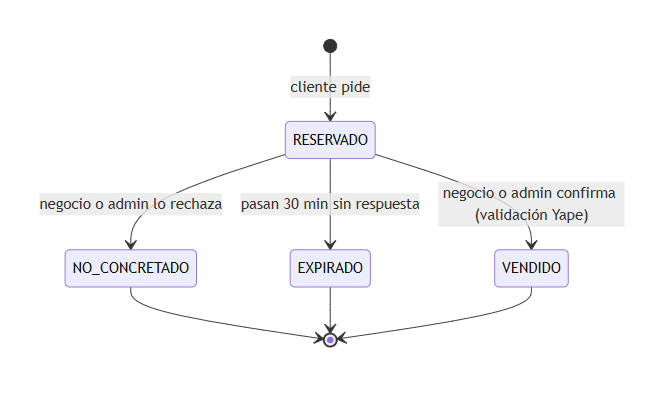 cliente pide
RESERVADO
negocio o admin lo rechaza
pasan 30 min sin respuesta
negocio o admin confirma
(validación Yape)
NO_CONCRETADO
EXPIRADO
VENDIDO